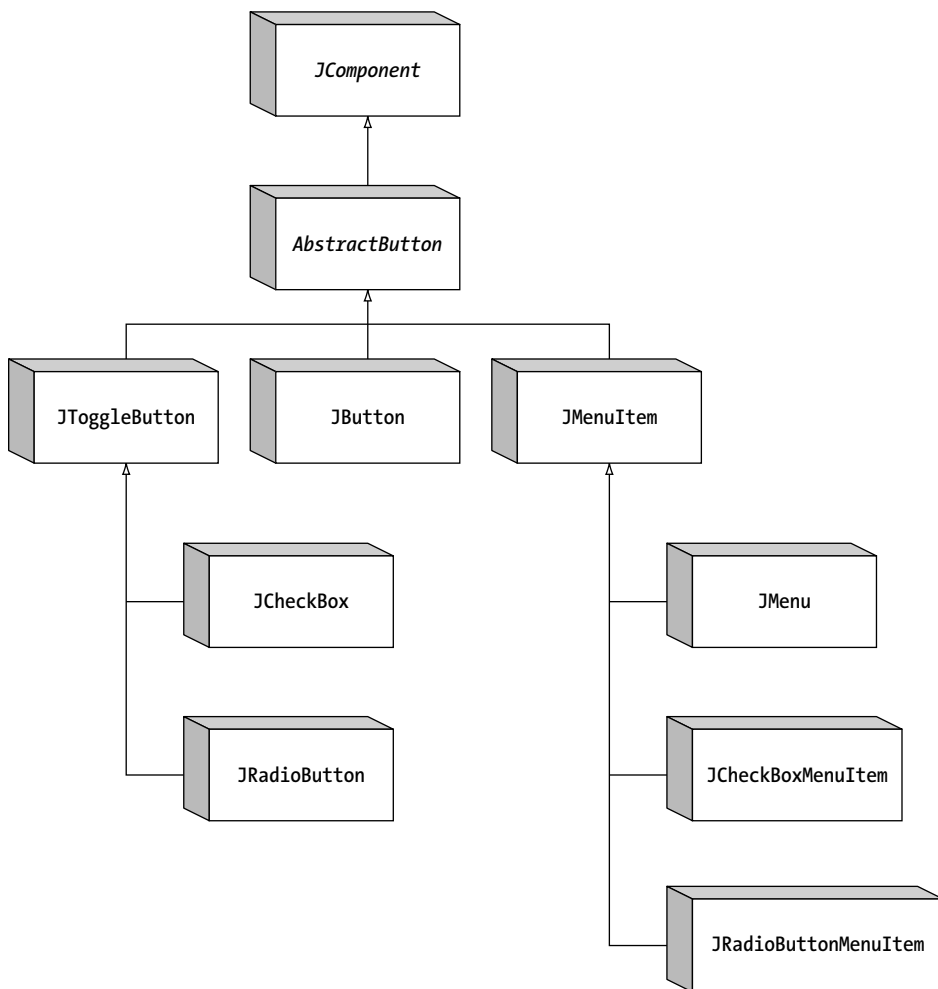 JComponent
AbstractButton
JToggleButton
JButton
JMenuItem
JCheckBox
JMenu
JRadioButton
JCheckBoxMenuItem
JRadioButtonMenuItem